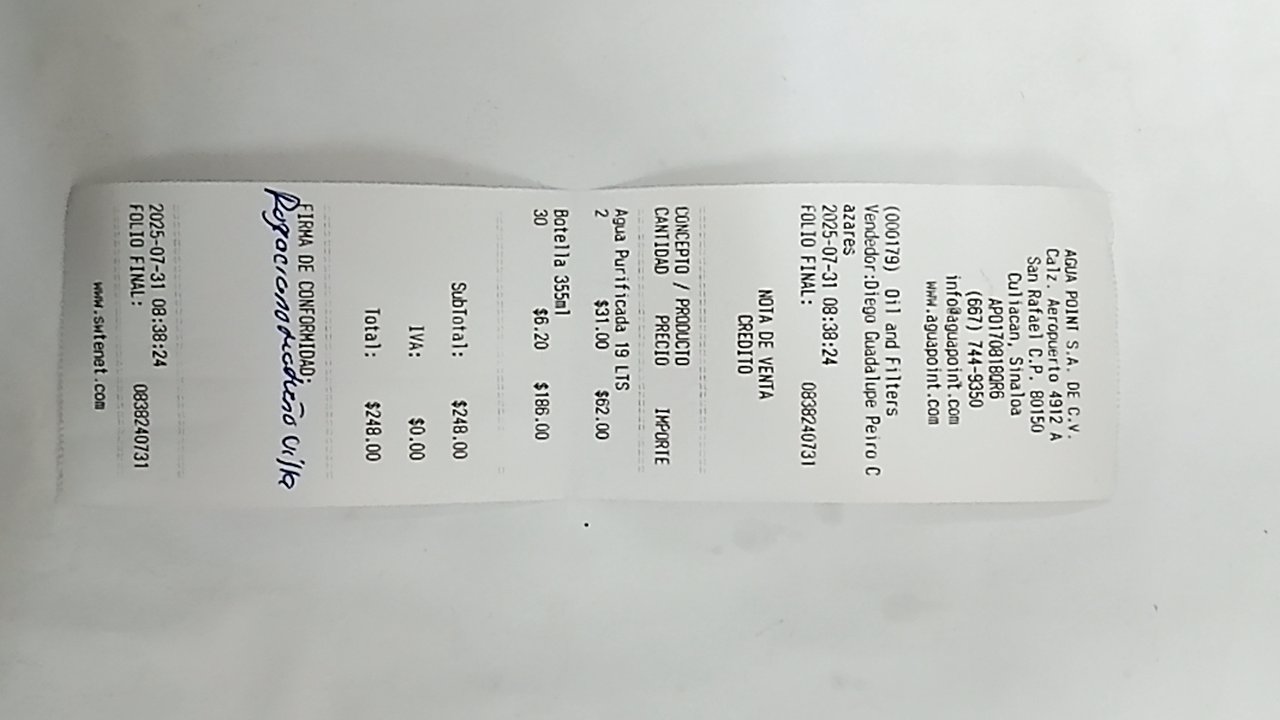 AGUA POINT S.A. DE C.V.
Calz. Aeropuerto 4912 A
San Rafael C.P. 80150
Culiacan, Sinaloa
APO170818QR6
(667) 744-9350
info@aguapoint.com
www.aguapoint.com
(000179) Oil and Filters
Vendedor:Diego Guadalupe Peiro C
azares
2025-07-31 08:38:24
FOLIO FINAL: 0838240731
NOTA DE VENTA
CREDITO
CONCEPTO / PRODUCTO
CANTIDAD PRECIO IMPORTE
Agua Purificada 19 LTS
2 $31.00 $62.00
Botella 355ml
30 $6.20 $186.00
SubTotal: $248.00
IVA: $0.00
Total: $248.00
FIRMA DE CONFORMIDAD:
2025-07-31 08:38:24
FOLIO FINAL: 0838240731
www.swtenet.com